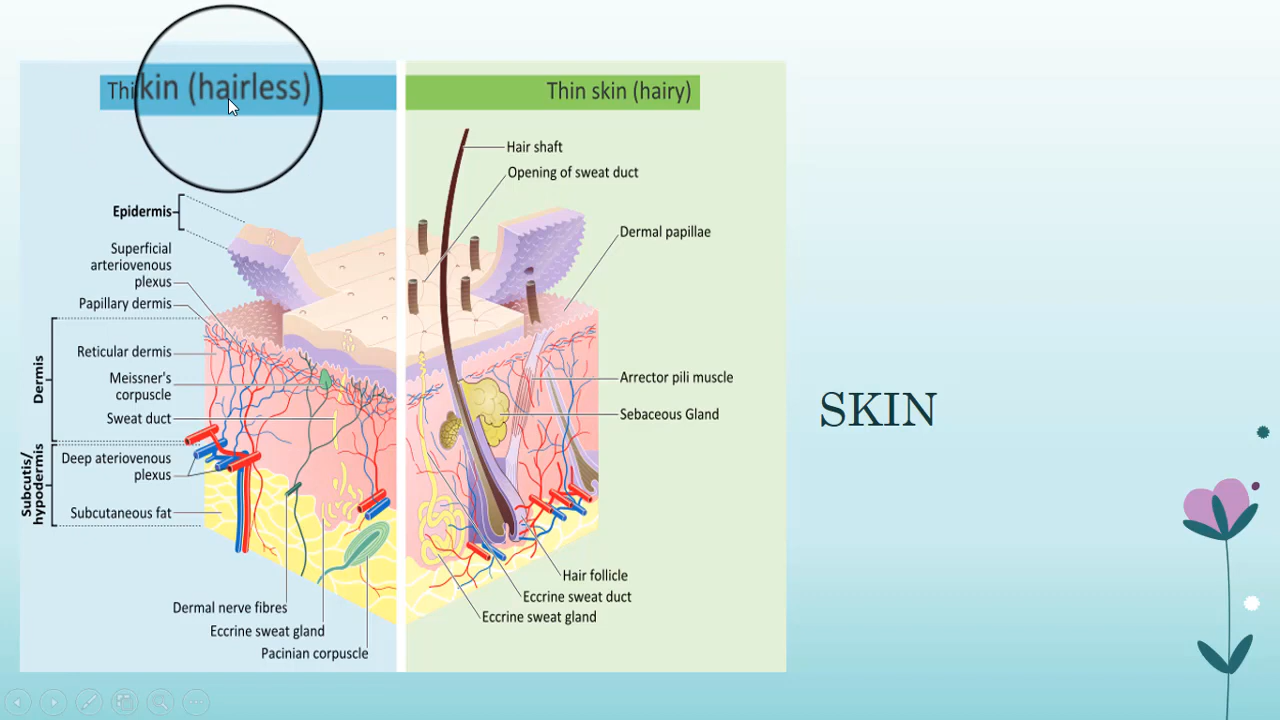 Thi kin (hairless)
Thin skin (hairy)
Epidermis
Superficial
arteriovenous
plexus
Papillary dermis
Dermis
Reticular dermis
Meissner's
corpuscle
Sweat duct
Subcutis/
hypodermis
Deep ateriovenous
plexus
Subcutaneous fat
Dermal nerve fibres
Eccrine sweat gland
Pacinian corpuscle
Hair shaft
Opening of sweat duct
Dermal papillae
Arrector pili muscle
Sebaceous Gland
Hair follicle
Eccrine sweat duct
Eccrine sweat gland
SKIN